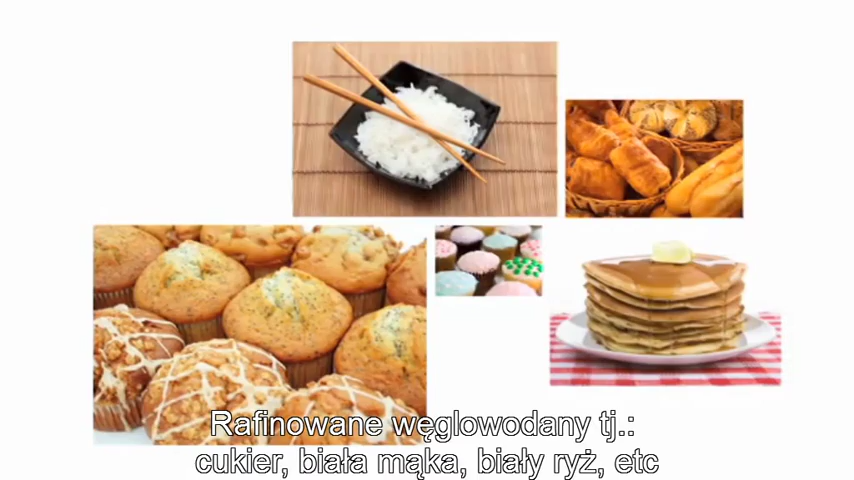 Rafinowane węglowodany tj.:
cukier, biała mąka, biały ryż, etc